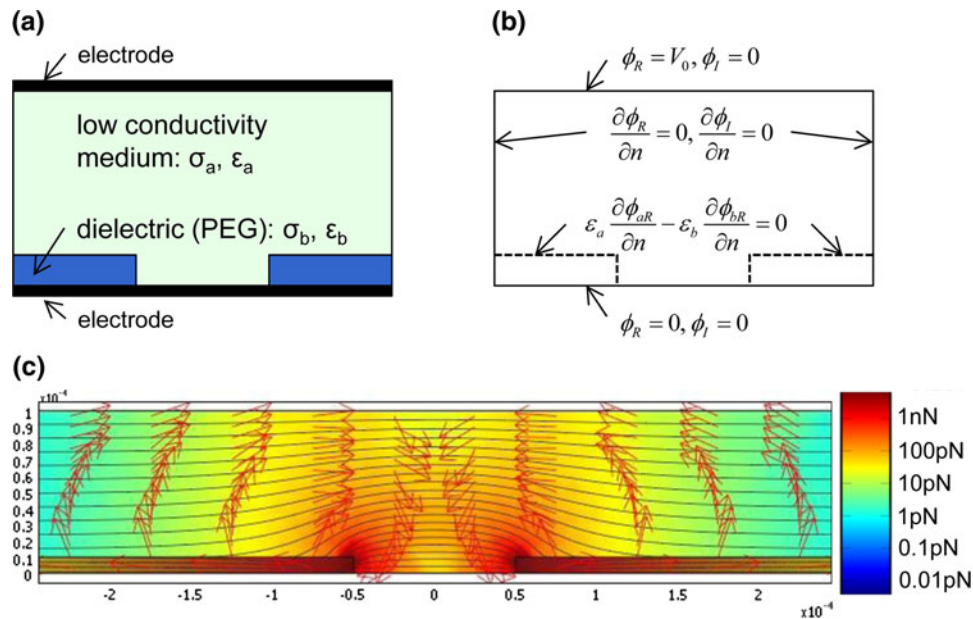 (a)
electrode
low conductivity
medium: σa, εa
dielectric (PEG): σb, εb
electrode
(b)
ϕR = V0, ϕI = 0
∂ϕR/∂n = 0, ∂ϕI/∂n = 0
εa ∂ϕaR/∂n − εb ∂ϕbR/∂n = 0
ϕR = 0, ϕI = 0
(c)
x10⁻⁴
1
0.9
0.8
0.7
0.6
0.5
0.4
0.3
0.2
0.1
0
-2 -1.5 -1 -0.5 0 0.5 1 1.5 2
x10⁻⁴
1nN
100pN
10pN
1pN
0.1pN
0.01pN